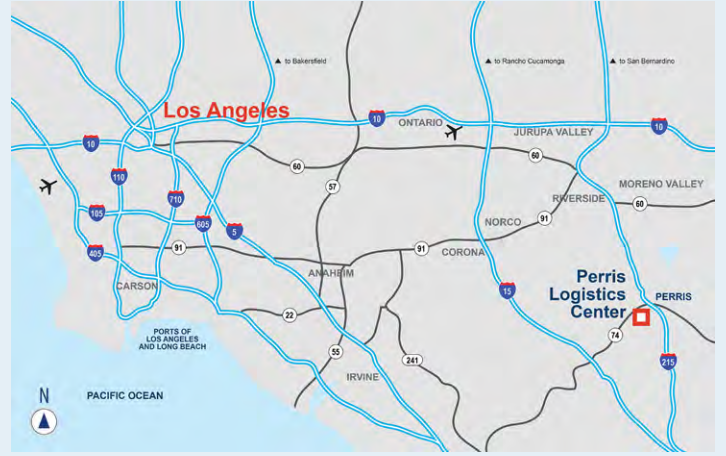 ▲ to Bakersfield
▲ to Rancho Cucamonga
▲ to San Bernardino
Los Angeles
10
ONTARIO
JURUPA VALLEY
10
10
60
60
110
57
MORENO VALLEY
710
RIVERSIDE
60
105
605
5
NORCO
91
405
91
91
CORONA
ANAHEIM
CARSON
15
Perris
Logistics
Center
PERRIS
22
PORTS OF
LOS ANGELES
AND LONG BEACH
74
55
241
215
IRVINE
N
PACIFIC OCEAN